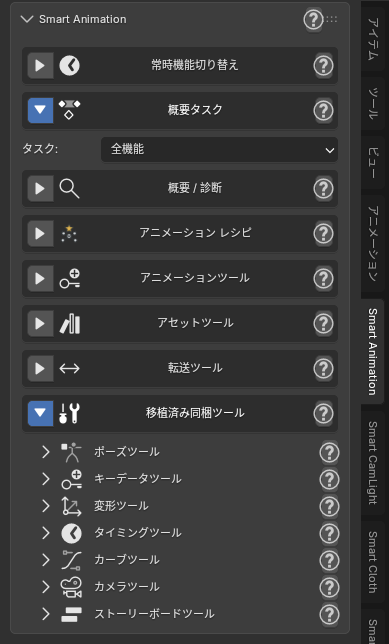 Smart Animation
常時機能切り替え
概要タスク
タスク:
全機能
概要 / 診断
アニメーション レシピ
アニメーションツール
アセットツール
転送ツール
移植済み同梱ツール
ポーズツール
キーデータツール
変形ツール
タイミングツール
カーブツール
カメラツール
ストーリーボードツール
アイテム
ツール
ビュー
アニメーション
Smart Animation
Smart CamLight
Smart Cloth